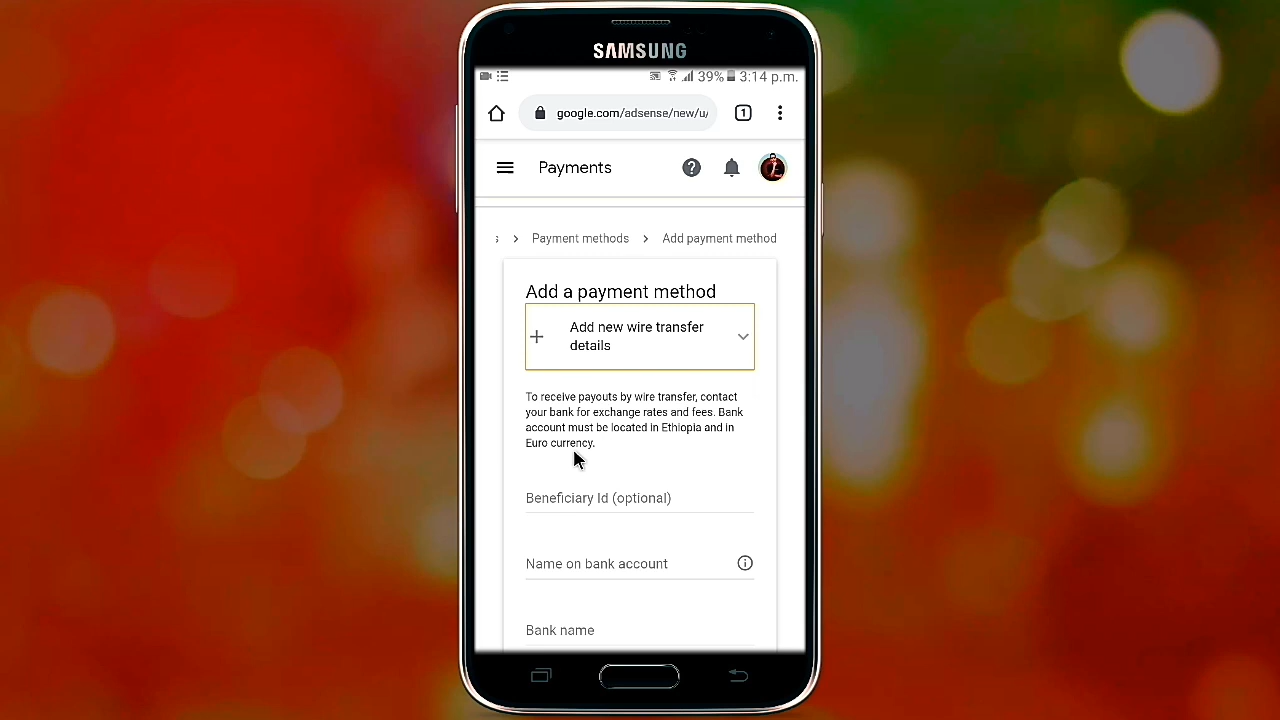 SAMSUNG
39% 3:14 p.m.
google.com/adsense/new/u/
1
Payments
?
s > Payment methods > Add payment method
Add a payment method
+ Add new wire transfer
details
To receive payouts by wire transfer, contact
your bank for exchange rates and fees. Bank
account must be located in Ethiopia and in
Euro currency.
Beneficiary Id (optional)
Name on bank account
Bank name